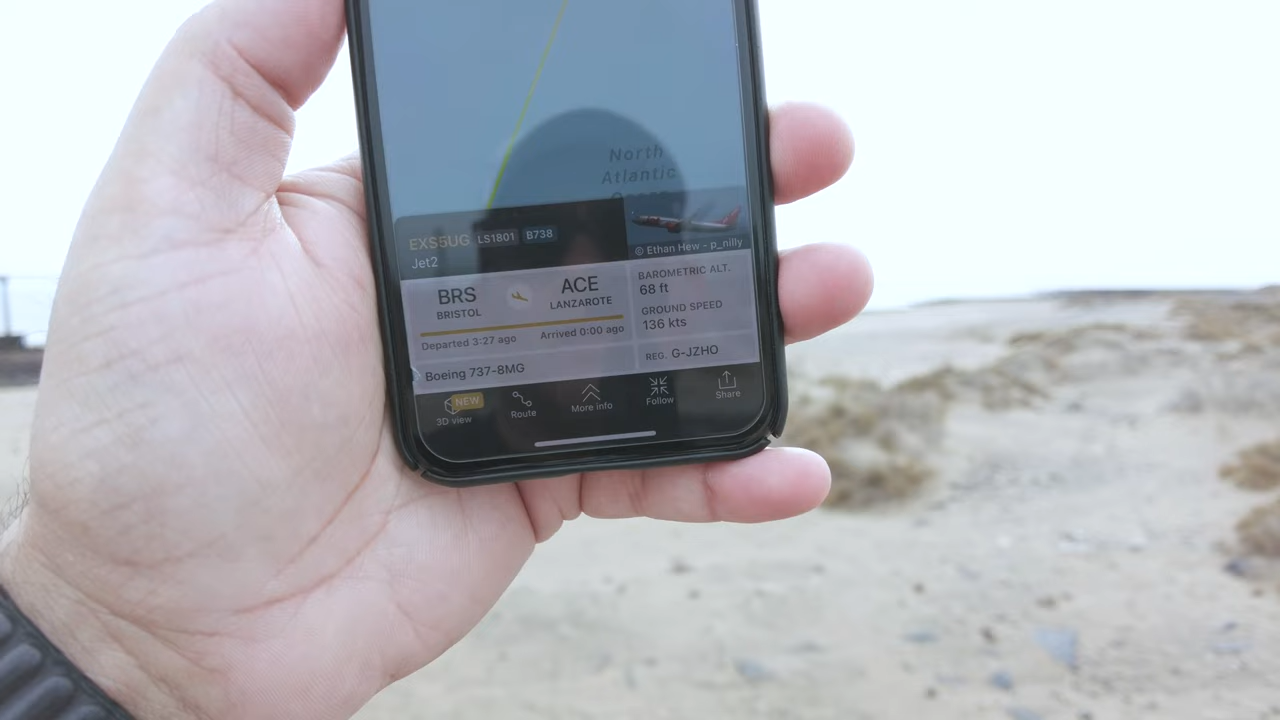 North
Atlantic
Ocean
EXS5UG LS1801 B738
Jet2
© Ethan Hew - p_nilly
BRS
BRISTOL
ACE
LANZAROTE
Departed 3:27 ago
Arrived 0:00 ago
BAROMETRIC ALT.
68 ft
GROUND SPEED
136 kts
REG. G-JZHO
Boeing 737-8MG
NEW
3D view
Route
More info
Follow
Share